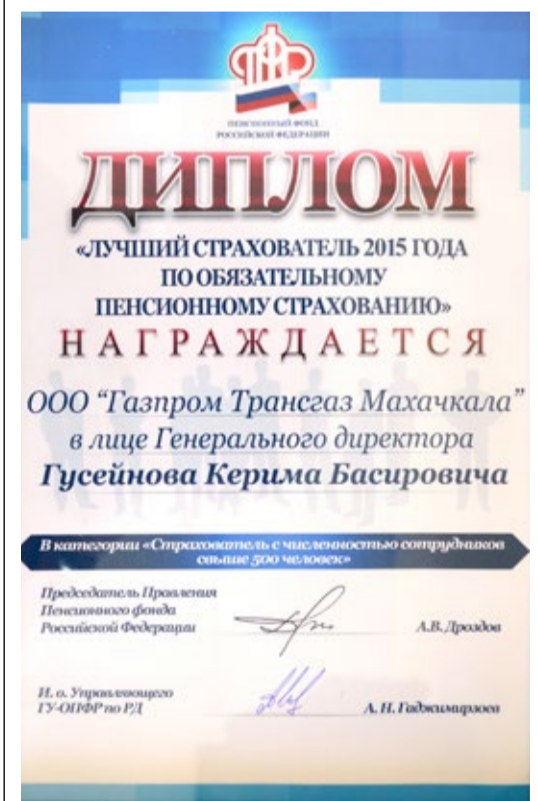 ПЕНСИОННЫЙ ФОНД
РОССИЙСКОЙ ФЕДЕРАЦИИ
ДИПЛОМ
«ЛУЧШИЙ СТРАХОВАТЕЛЬ 2015 ГОДА
ПО ОБЯЗАТЕЛЬНОМУ
ПЕНСИОННОМУ СТРАХОВАНИЮ»
НАГРАЖДАЕТСЯ
ООО “Газпром Трансгаз Махачкала”
в лице Генерального директора
Гусейнова Керима Басировича
В категории «Страхователь с численностью сотрудников
свыше 500 человек»
Председатель Правления
Пенсионного фонда
Российской Федерации
А.В. Дроздов
И. о. Управляющего
ГУ-ОПФР по РД
А. Н. Гаджимирзоев